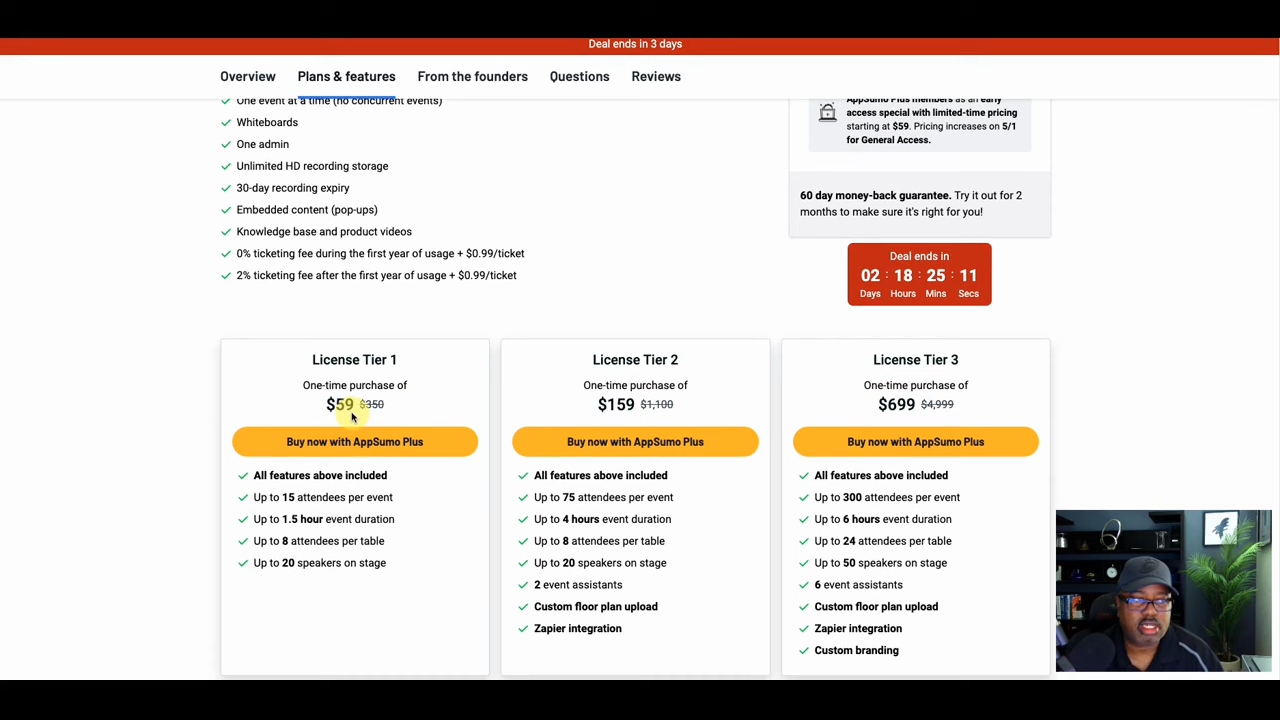 Deal ends in 3 days
Overview
Plans & features
From the founders
Questions
Reviews
One event at a time (no concurrent events)
Whiteboards
One admin
Unlimited HD recording storage
30-day recording expiry
Embedded content (pop-ups)
Knowledge base and product videos
0% ticketing fee during the first year of usage + $0.99/ticket
2% ticketing fee after the first year of usage + $0.99/ticket
AppSumo Plus members as an early
access special with limited-time pricing
starting at $59. Pricing increases on 5/1
for General Access.
60 day money-back guarantee. Try it out for 2
months to make sure it's right for you!
Deal ends in
02 : 18 : 25 : 11
Days Hours Mins Secs
License Tier 1
One-time purchase of
$59 $350
Buy now with AppSumo Plus
All features above included
Up to 15 attendees per event
Up to 1.5 hour event duration
Up to 8 attendees per table
Up to 20 speakers on stage
License Tier 2
One-time purchase of
$159 $1,100
Buy now with AppSumo Plus
All features above included
Up to 75 attendees per event
Up to 4 hours event duration
Up to 8 attendees per table
Up to 20 speakers on stage
2 event assistants
Custom floor plan upload
Zapier integration
License Tier 3
One-time purchase of
$699 $4,999
Buy now with AppSumo Plus
All features above included
Up to 300 attendees per event
Up to 6 hours event duration
Up to 24 attendees per table
Up to 50 speakers on stage
6 event assistants
Custom floor plan upload
Zapier integration
Custom branding